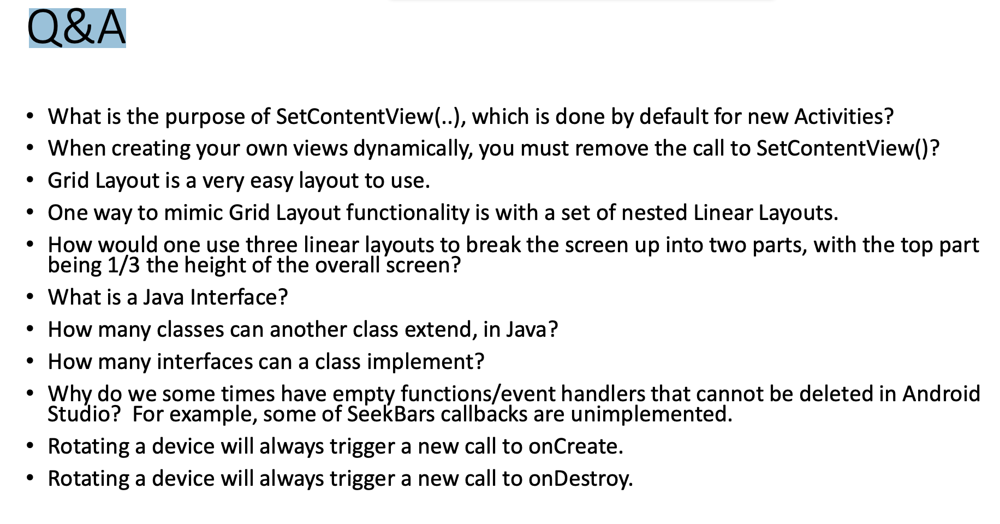 Q&A
• What is the purpose of SetContentView(..), which is done by default for new Activities?
• When creating your own views dynamically, you must remove the call to SetContentView()?
• Grid Layout is a very easy layout to use.
• One way to mimic Grid Layout functionality is with a set of nested Linear Layouts.
• How would one use three linear layouts to break the screen up into two parts, with the top part
being 1/3 the height of the overall screen?
• What is a Java Interface?
• How many classes can another class extend, in Java?
• How many interfaces can a class implement?
• Why do we some times have empty functions/event handlers that cannot be deleted in Android
Studio?  For example, some of SeekBars callbacks are unimplemented.
• Rotating a device will always trigger a new call to onCreate.
• Rotating a device will always trigger a new call to onDestroy.